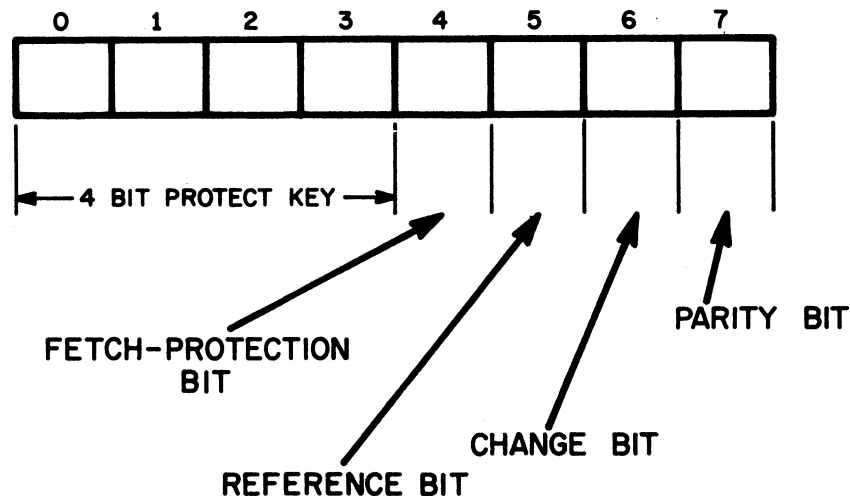 0 1 2 3 4 5 6 7
4 BIT PROTECT KEY
PARITY BIT
FETCH-PROTECTION
BIT
CHANGE BIT
REFERENCE BIT